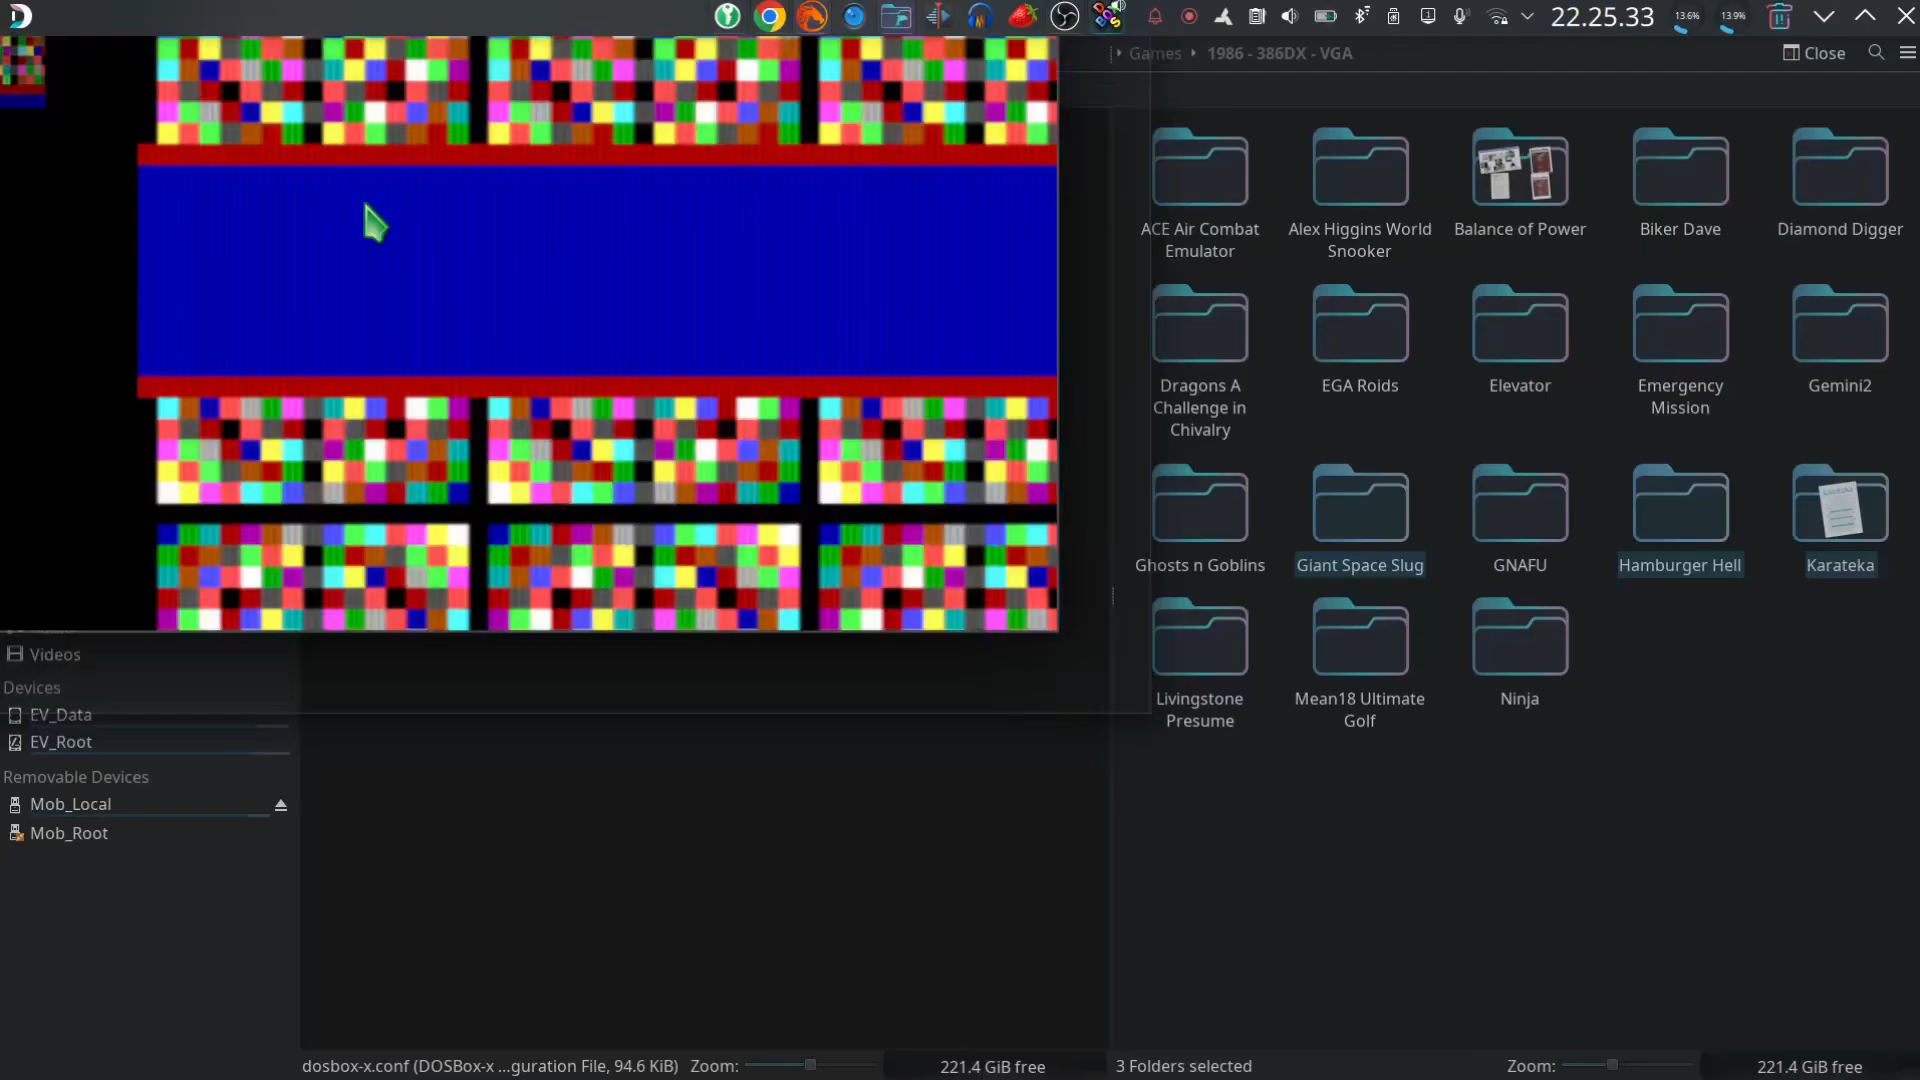 22.25.33
13.6%
13.9%
Games
1986 - 386DX - VGA
Close
ACE Air Combat
Emulator
Alex Higgins World
Snooker
Balance of Power
Biker Dave
Diamond Digger
Dragons A
Challenge in
Chivalry
EGA Roids
Elevator
Emergency
Mission
Gemini2
Ghosts n Goblins
Giant Space Slug
GNAFU
Hamburger Hell
Karateka
Livingstone
Presume
Mean18 Ultimate
Golf
Ninja
Videos
Devices
EV_Data
EV_Root
Removable Devices
Mob_Local
Mob_Root
dosbox-x.conf (DOSBox-x ...guration File, 94.6 KiB)
Zoom:
221.4 GiB free
3 Folders selected
Zoom:
221.4 GiB free